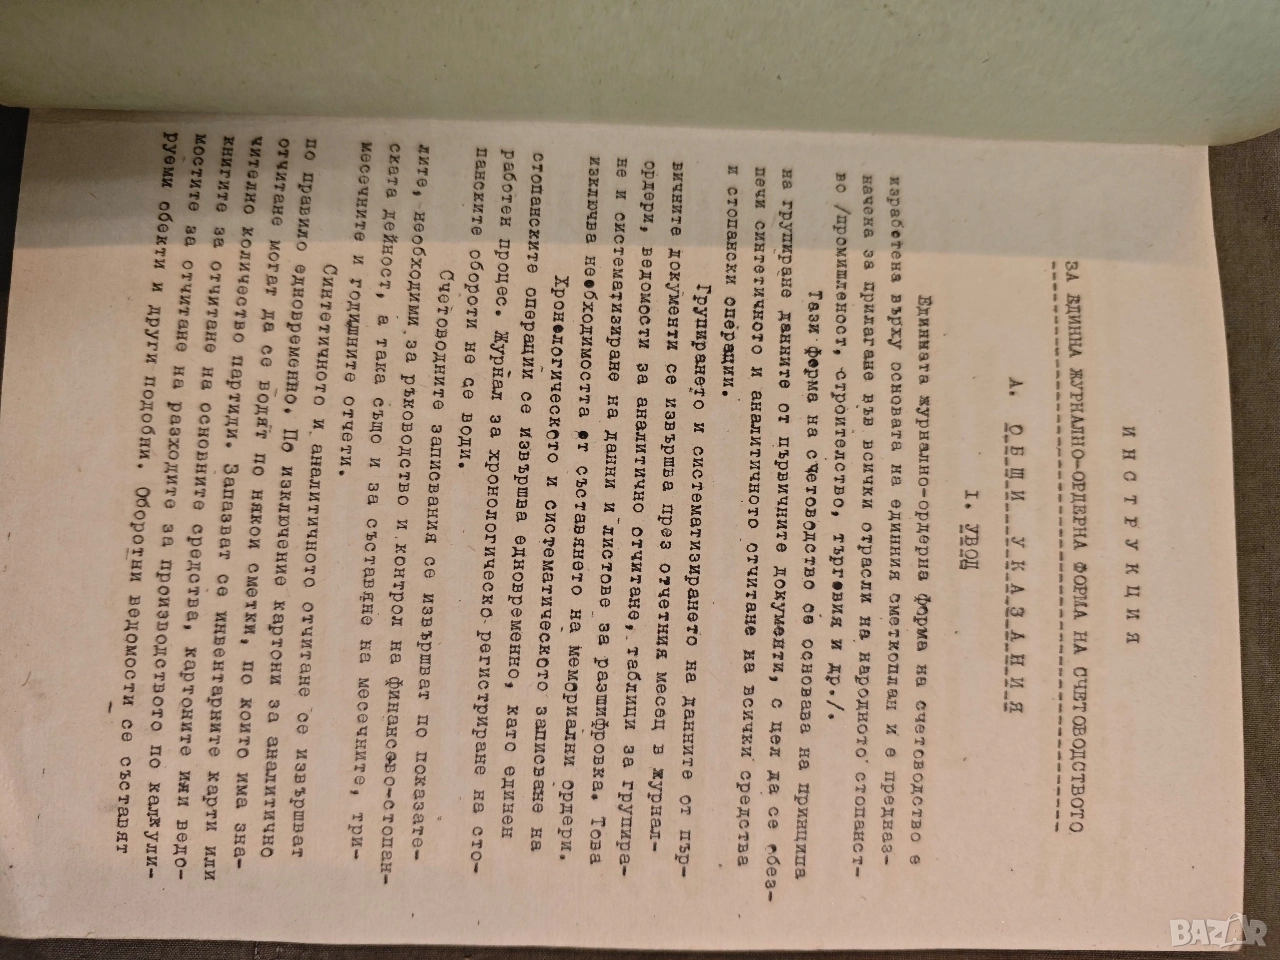 И Н С Т Р У К Ц И Я
ЗА ЕДИННА ЖУРНАЛНО-ОРДЕРНА ФОРМА НА СЧЕТОВОДСТВОТО
А. О Б Щ И У К А З А Н И Я
I. УВОД
Единната журнално-ордерна форма на счетоводство е
изработена върху основата на единния сметкоплан и е предназ-
начена за прилагане във всички отрасли на народното стопанст-
во /промишленост, строителство, търговия и др./.
Тази форма на счетоводство се основава на принципа
на групиране данните от първичните документи, с цел да се обез-
печи синтетичното и аналитичното отчитане на всички средства
и стопански операции.
Групирането и систематизирането на данните от пър-
вичните документи се извършва през отчетния месец в журнал-
ордери, ведомости за аналитично отчитане, таблици за групира-
не и систематизиране на данни и листове за разшифровка. Това
изключва необходимостта от съставянето на мемориални ордери.
Хронологическото и систематическото записване на
стопанските операции се извършва едновременно, като единен
работен процес. Журнал за хронологическо регистриране на сто-
панските обороти не се води.
Счетоводните записвания се извършват по показате-
лите, необходими за ръководство и контрол на финансово-стопан-
ската дейност, а така също и за съставяне на месечните, три-
месечните и годишните отчети.
Синтетичното и аналитичното отчитане се извършват
по правило едновременно. По изключение картони за аналитично
отчитане могат да се водят по някои сметки, по които има зна-
чително количество партиди. Запазват се инвентарните карти или
книгите за отчитане на основните средства, картоните или ведо-
мостите за отчитане на разходите за производството по калкули-
руеми обекти и други подобни. Оборотни ведомости се съставят
BAZAR